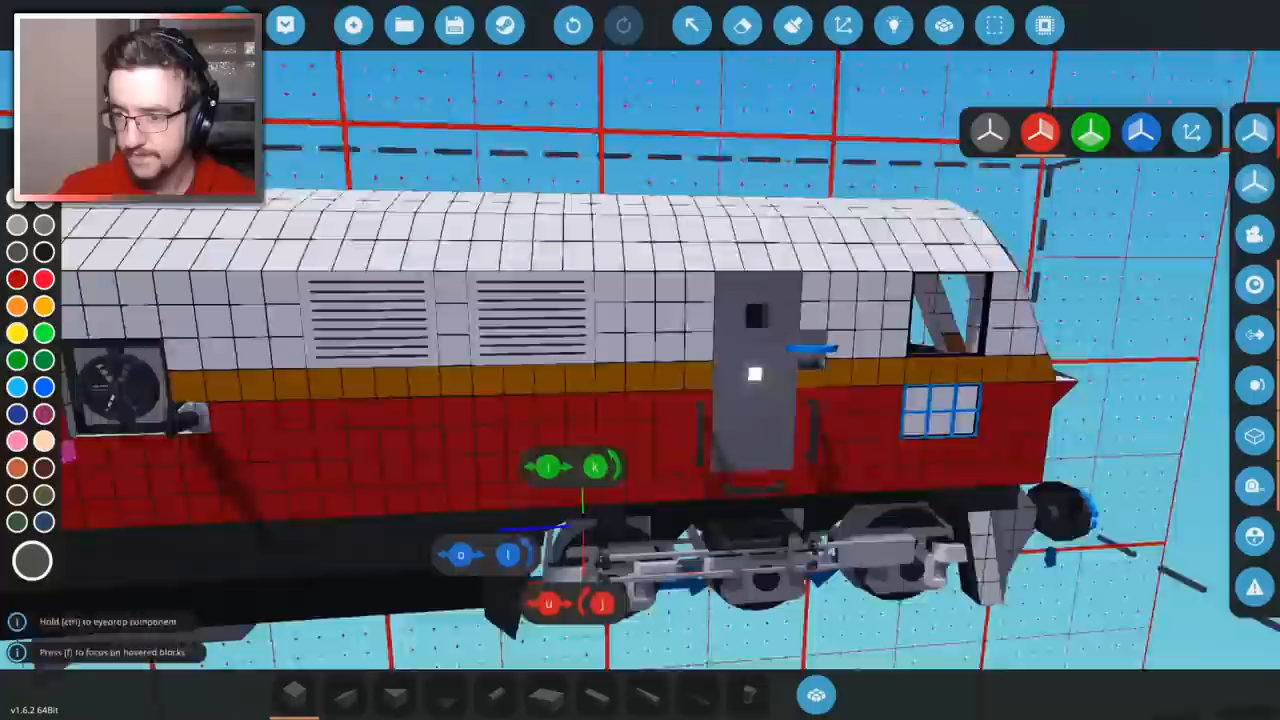 i k
o l
u j
Hold [ctrl] to eyedrop component
Press [f] to focus on hovered blocks
v1.6.2 64Bit